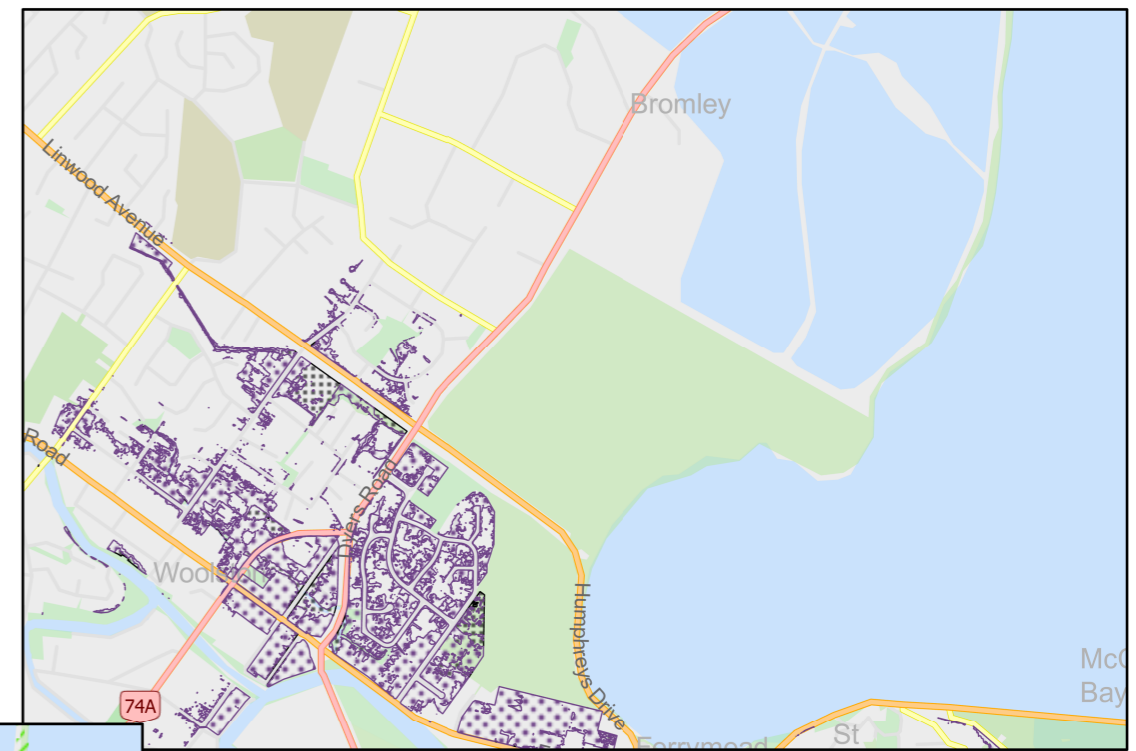 Bromley
Linwood Avenue
Road
Dyers Road
Woolston
Humphreys Drive
McC
Bay
74A
St
Ferrymead